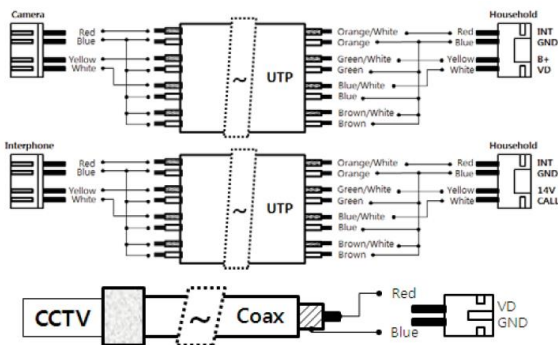 Camera Household
Red Orange/White Red INT
Blue Orange Blue GND
Yellow Green/White Yellow B+
White Green White VD
~ UTP
Blue/White
Blue
Brown/White
Brown
Interphone Household
Red Orange/White Red INT
Blue Orange Blue GND
Yellow Green/White Yellow 14V
White Green White CALL
~ UTP
Blue/White
Blue
Brown/White
Brown
CCTV ~ Coax Red VD
Blue GND